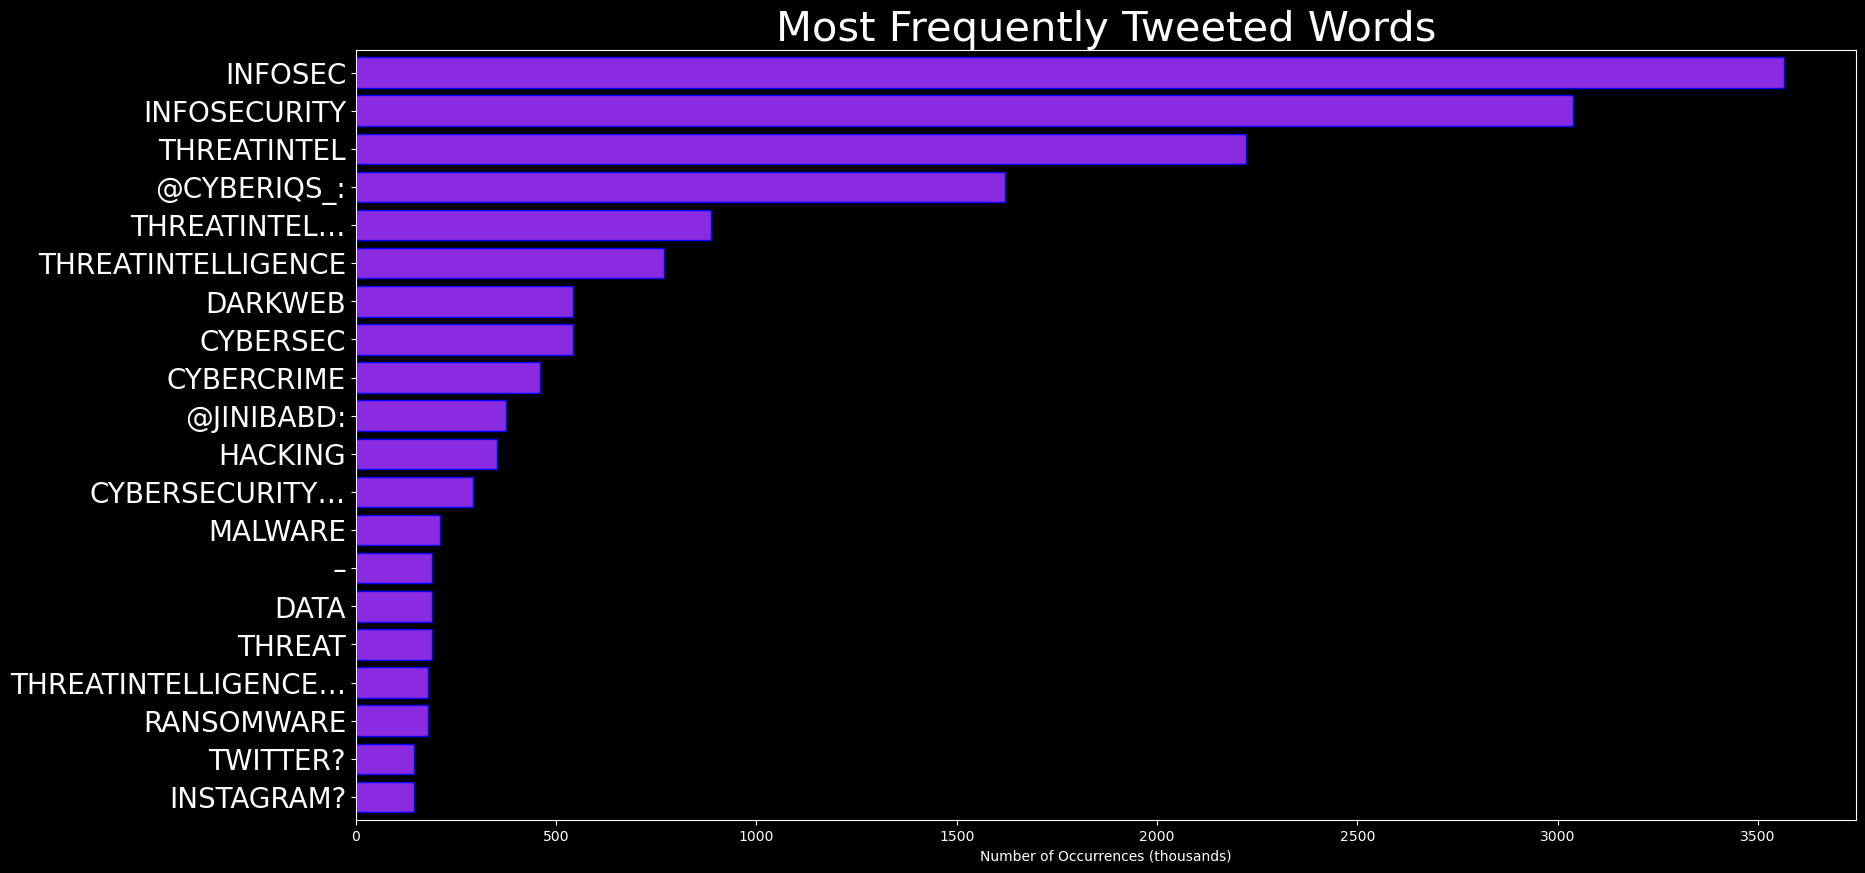 Most Frequently Tweeted Words
INFOSEC
INFOSECURITY
THREATINTEL
@CYBERIQS_:
THREATINTEL…
THREATINTELLIGENCE
DARKWEB
CYBERSEC
CYBERCRIME
@JINIBABD:
HACKING
CYBERSECURITY…
MALWARE
–
DATA
THREAT
THREATINTELLIGENCE…
RANSOMWARE
TWITTER?
INSTAGRAM?
0 500 1000 1500 2000 2500 3000 3500
Number of Occurrences (thousands)